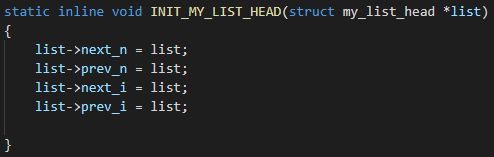 static inline void INIT_MY_LIST_HEAD(struct my_list_head *list)
{
    list->next_n = list;
    list->prev_n = list;
    list->next_i = list;
    list->prev_i = list;
}